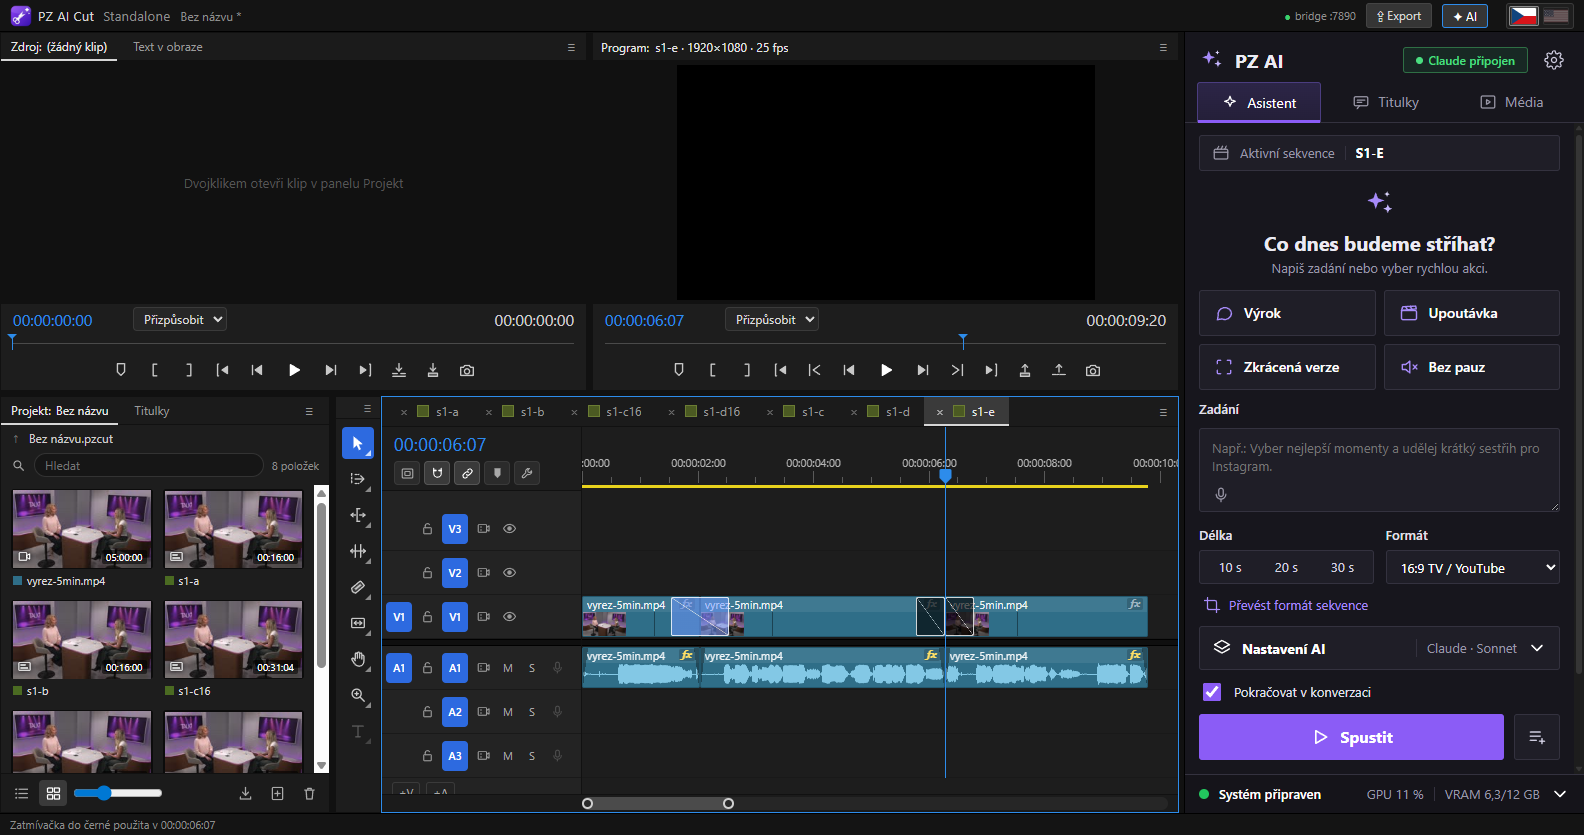 PZ AI Cut Standalone Bez názvu *
bridge :7890 Export AI
Zdroj: (žádný klip) Text v obraze
Program: s1-e · 1920×1080 · 25 fps
Dvojklikem otevři klip v panelu Projekt
00:00:00:00 Přizpůsobit 00:00:00:00
00:00:06:07 Přizpůsobit 00:00:09:20
Projekt: Bez názvu Titulky
Bez názvu.pzcut
Hledat 8 položek
05:00:00 00:16:00
vyrez-5min.mp4 s1-a
00:16:00 00:31:04
s1-b s1-c16
s1-a s1-b s1-c16 s1-d16 s1-c s1-d s1-e
00:00:06:07
:00:00 00:00:02:00 00:00:04:00 00:00:06:00 00:00:08:00 00:00:10:0
V3
V2
V1 V1 vyrez-5min.mp4 fx vyrez-5min.mp4 fx vyrez-5min.mp4 fx
A1 A1 M S vyrez-5min.mp4 fx vyrez-5min.mp4 fx vyrez-5min.mp4 fx
A2 M S
A3 M S
+V +A
Zatmívačka do černé použita v 00:00:06:07
PZ AI Claude připojen
Asistent Titulky Média
Aktivní sekvence S1-E
Co dnes budeme stříhat?
Napiš zadání nebo vyber rychlou akci.
Výrok Upoutávka
Zkrácená verze Bez pauz
Zadání
Např.: Vyber nejlepší momenty a udělej krátký sestřih pro
Instagram.
Délka Formát
10 s 20 s 30 s 16:9 TV / YouTube
Převést formát sekvence
Nastavení AI Claude · Sonnet
Pokračovat v konverzaci
Spustit
Systém připraven GPU 11 % VRAM 6,3/12 GB